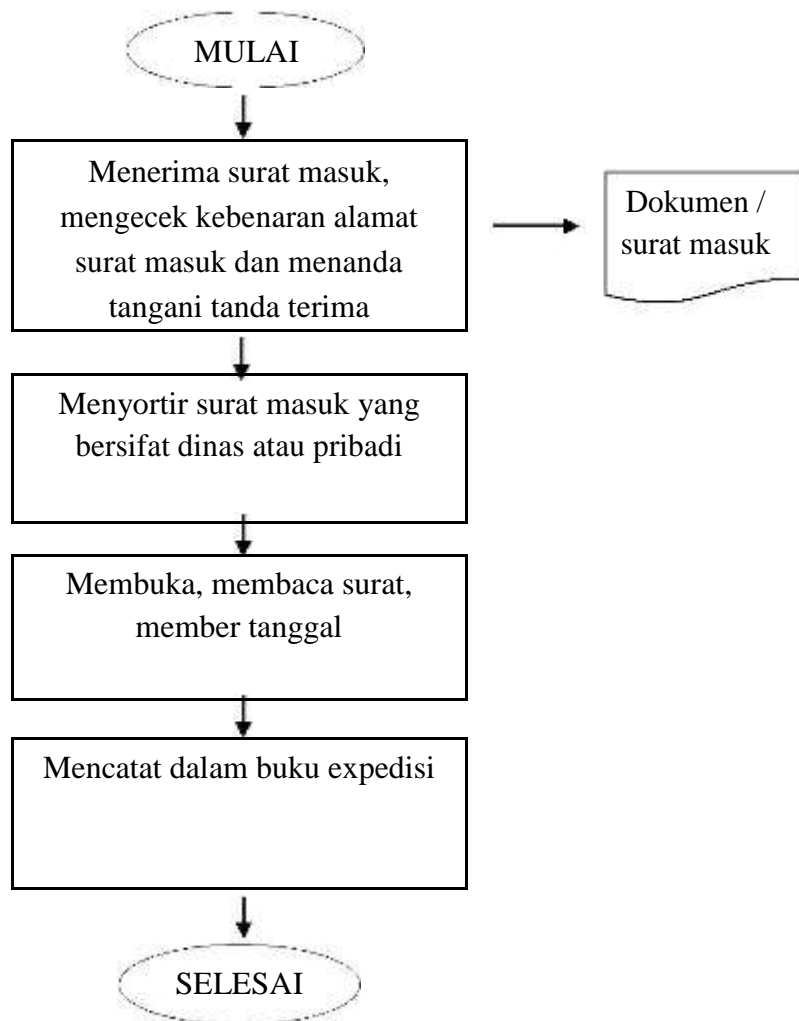 MULAI
Menerima surat masuk,
mengecek kebenaran alamat
surat masuk dan menanda
tangani tanda terima
Dokumen /
surat masuk
Menyortir surat masuk yang
bersifat dinas atau pribadi
Membuka, membaca surat,
member tanggal
Mencatat dalam buku expedisi
SELESAI